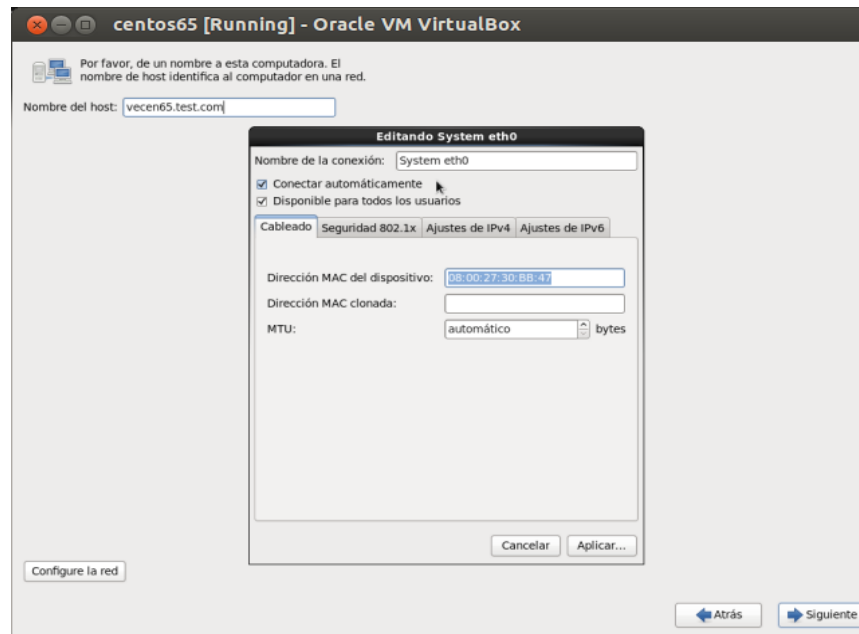 centos65 [Running] - Oracle VM VirtualBox
Por favor, de un nombre a esta computadora. El
nombre de host identifica al computador en una red.
Nombre del host: vecen65.test.com
Editando System eth0
Nombre de la conexión: System eth0
Conectar automáticamente
Disponible para todos los usuarios
Cableado Seguridad 802.1x Ajustes de IPv4 Ajustes de IPv6
Dirección MAC del dispositivo: 08:00:27:30:BB:47
Dirección MAC clonada:
MTU: automático bytes
Cancelar Aplicar...
Configure la red
Atrás Siguiente